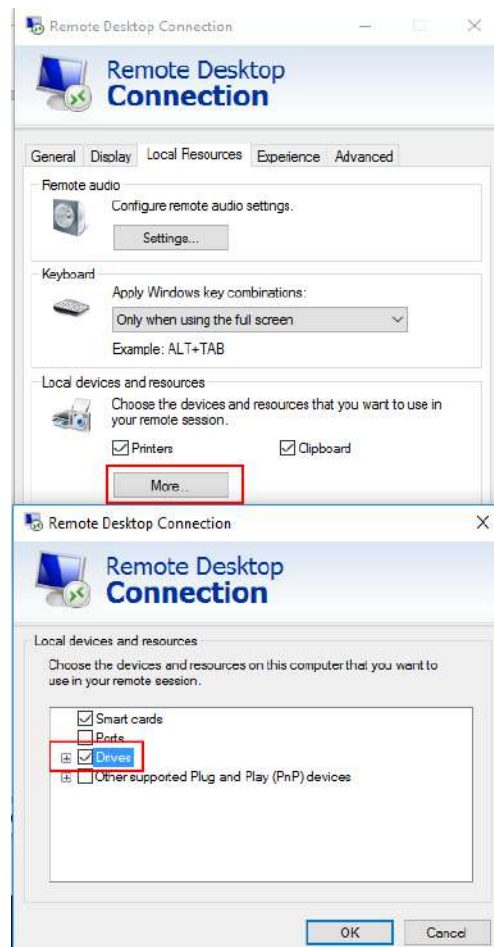 Remote Desktop Connection
Remote Desktop
Connection
General Display Local Resources Experience Advanced
Remote audio
Configure remote audio settings.
Settings...
Keyboard
Apply Windows key combinations:
Only when using the full screen
Example: ALT+TAB
Local devices and resources
Choose the devices and resources that you want to use in
your remote session.
Printers Clipboard
More...
Remote Desktop Connection
Remote Desktop
Connection
Local devices and resources
Choose the devices and resources on this computer that you want to
use in your remote session.
Smart cards
Ports
Drives
Other supported Plug and Play (PnP) devices
OK Cancel